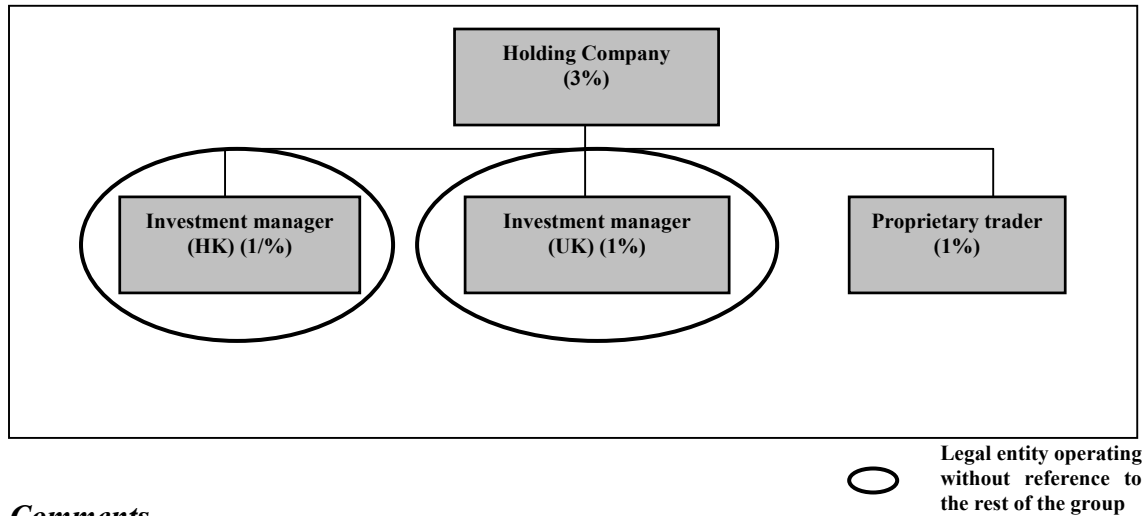 Holding Company
(3%)
Investment manager
(HK) (1/%)
Investment manager
(UK) (1%)
Proprietary trader
(1%)
Legal entity operating
without reference to
the rest of the group
Comments